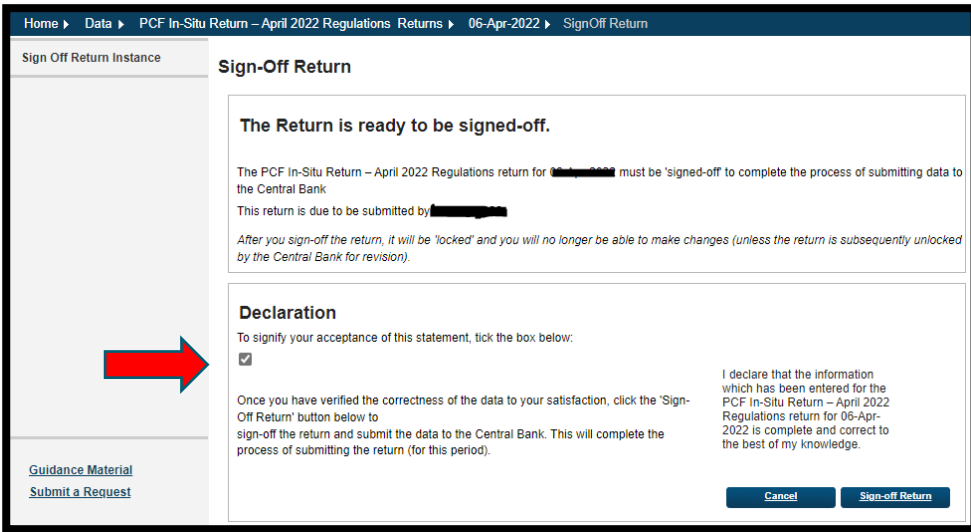 Home Data PCF In-Situ Return – April 2022 Regulations Returns 06-Apr-2022 SignOff Return
Sign Off Return Instance
Sign-Off Return
The Return is ready to be signed-off.
The PCF In-Situ Return – April 2022 Regulations return for must be 'signed-off' to complete the process of submitting data to
the Central Bank
This return is due to be submitted by
After you sign-off the return, it will be 'locked' and you will no longer be able to make changes (unless the return is subsequently unlocked
by the Central Bank for revision).
Declaration
To signify your acceptance of this statement, tick the box below:
Once you have verified the correctness of the data to your satisfaction, click the 'Sign-
Off Return' button below to
sign-off the return and submit the data to the Central Bank. This will complete the
process of submitting the return (for this period).
I declare that the information
which has been entered for the
PCF In-Situ Return – April 2022
Regulations return for 06-Apr-
2022 is complete and correct to
the best of my knowledge.
Guidance Material
Submit a Request
Cancel Sign-off Return